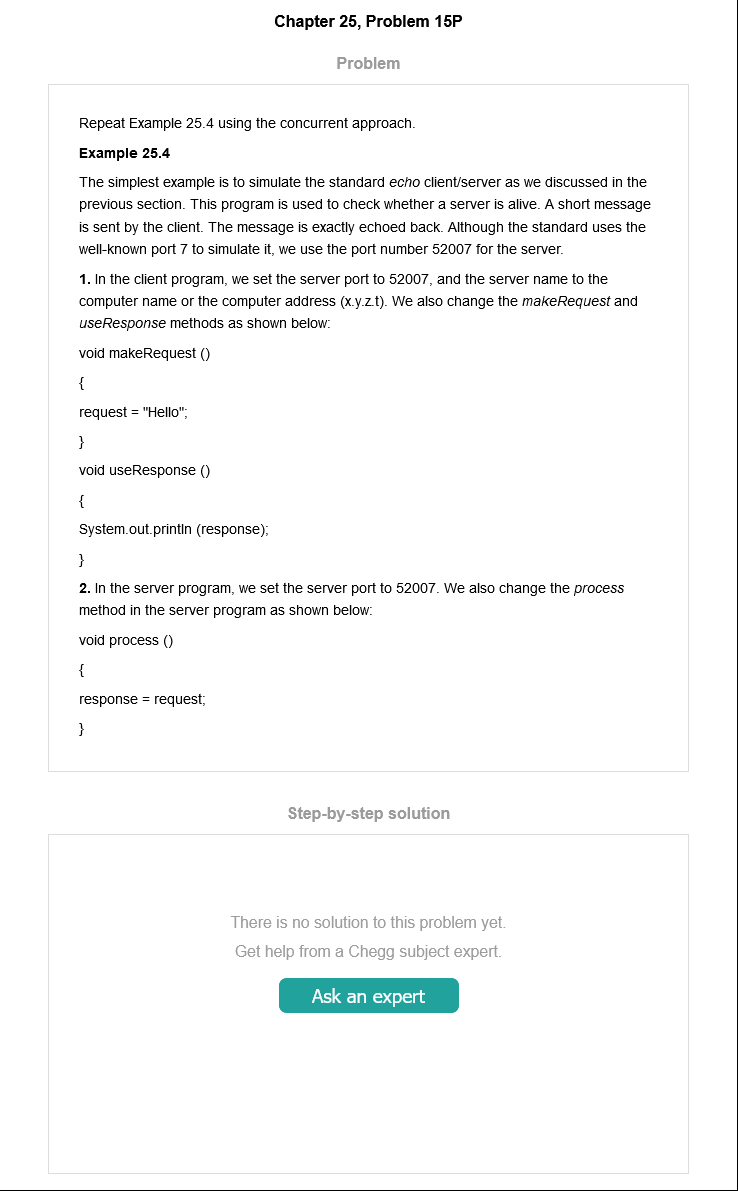 Chapter 25, Problem 15P
Problem
Repeat Example 25.4 using the concurrent approach.
Example 25.4
The simplest example is to simulate the standard echo client/server as we discussed in the
previous section. This program is used to check whether a server is alive. A short message
is sent by the client. The message is exactly echoed back. Although the standard uses the
well-known port 7 to simulate it, we use the port number 52007 for the server.
1. In the client program, we set the server port to 52007, and the server name to the
computer name or the computer address (x.y.z.t). We also change the makeRequest and
useResponse methods as shown below:
void makeRequest ()
{
request = "Hello";
}
void useResponse ()
{
System.out.println (response);
}
2. In the server program, we set the server port to 52007. We also change the process
method in the server program as shown below:
void process ()
{
response = request;
}
Step-by-step solution
There is no solution to this problem yet.
Get help from a Chegg subject expert.
Ask an expert